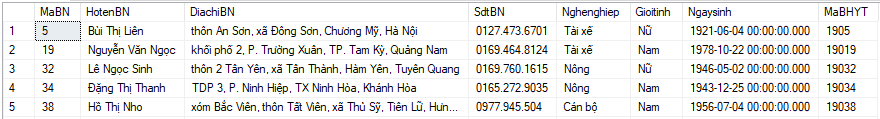 MaBN HotenBN DiachiBN SdtBN Nghenghiep Gioitinh Ngaysinh MaBHYT
1 5 Bùi Thị Liên thôn An Sơn, xã Đông Sơn, Chương Mỹ, Hà Nội 0127.473.6701 Tài xế Nữ 1921-06-04 00:00:00.000 1905
2 19 Nguyễn Văn Ngọc khối phố 2, P. Trường Xuân, TP. Tam Kỳ, Quảng Nam 0169.464.8124 Tài xế Nam 1978-10-22 00:00:00.000 19019
3 32 Lê Ngọc Sinh thôn 2 Tân Yên, xã Tân Thành, Hàm Yên, Tuyên Quang 0169.760.1615 Nông Nữ 1946-05-02 00:00:00.000 19032
4 34 Đặng Thị Thanh TDP 3, P. Ninh Hiệp, TX Ninh Hòa, Khánh Hòa 0165.272.9035 Nông Nam 1943-12-25 00:00:00.000 19034
5 38 Hồ Thị Nho xóm Bắc Viên, thôn Tất Viên, xã Thủ Sỹ, Tiên Lữ, Hưn... 0977.945.504 Cán bộ Nam 1956-07-04 00:00:00.000 19038